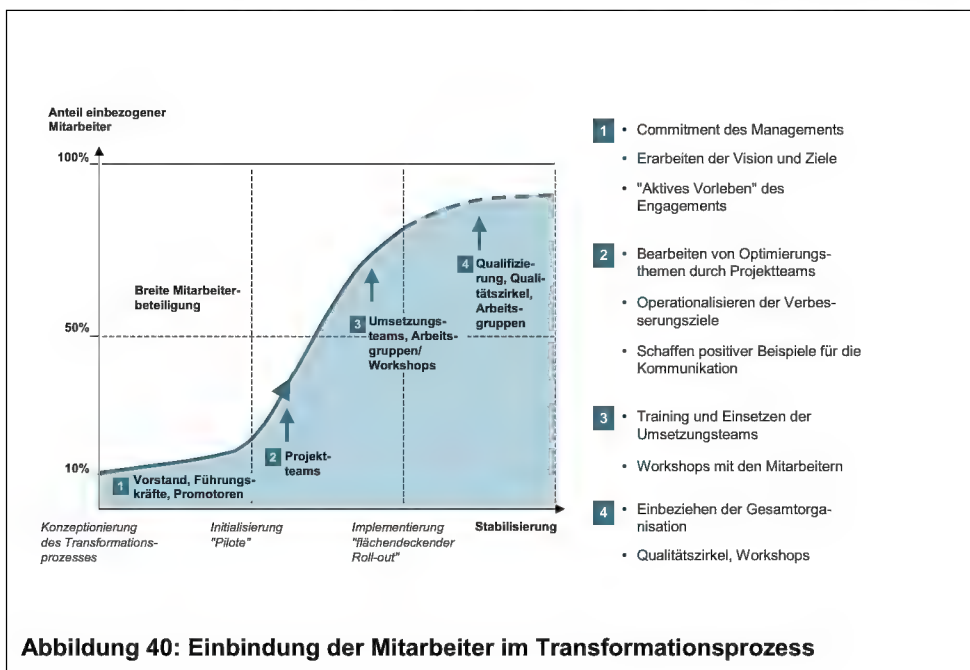 Anteil einbezogener
Mitarbeiter
100%
50%
10%
Breite Mitarbeiter-
beteiligung
1 Vorstand, Führungs-
kräfte, Promotoren
2 Projekt-
teams
3 Umsetzungs-
teams, Arbeits-
gruppen/
Workshops
4 Qualifizie-
rung, Quali-
tätszirkel,
Arbeits-
gruppen
Konzeptionierung
des Transformations-
prozesses
Initialisierung
"Pilote"
Implementierung
"flächendeckender
Roll-out"
Stabilisierung
1 • Commitment des Managements
• Erarbeiten der Vision und Ziele
• "Aktives Vorleben" des
Engagements
2 • Bearbeiten von Optimierungs-
themen durch Projektteams
• Operationalisieren der Verbes-
serungsziele
• Schaffen positiver Beispiele für die
Kommunikation
3 • Training und Einsetzen der
Umsetzungsteams
• Workshops mit den Mitarbeitern
4 • Einbeziehen der Gesamtorga-
nisation
• Qualitätszirkel, Workshops
Abbildung 40: Einbindung der Mitarbeiter im Transformationsprozess